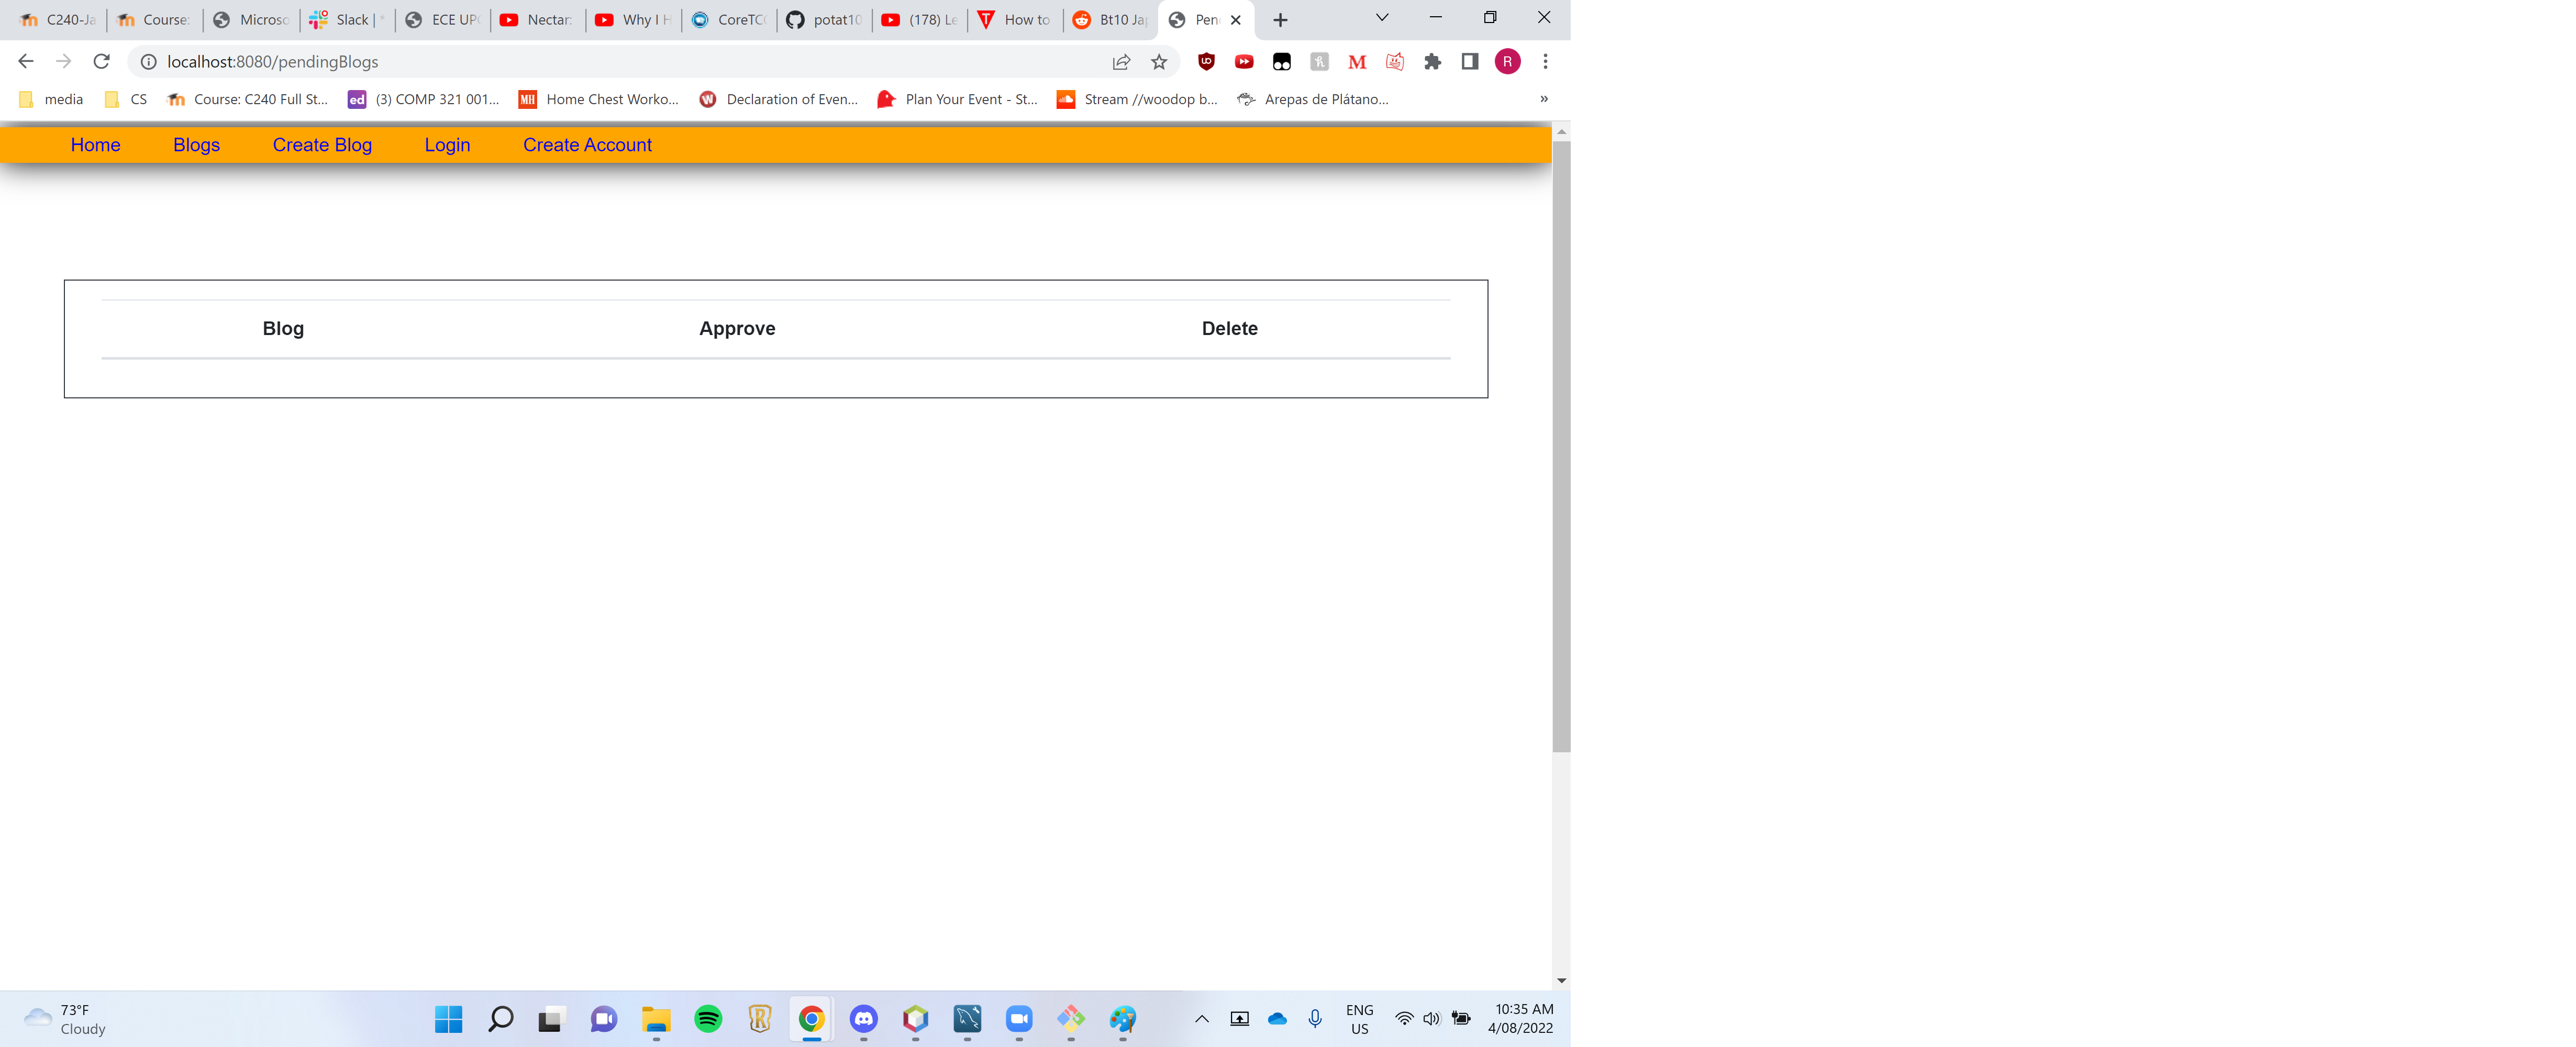 C240-Ja Course: Microso Slack | * ECE UP Nectar: Why I H CoreTC potat10 (178) Le How to Bt10 Ja Pen
localhost:8080/pendingBlogs
media CS Course: C240 Full St... (3) COMP 321 001... Home Chest Worko... Declaration of Even... Plan Your Event - St... Stream //woodop b... Arepas de Plátano... »
Home Blogs Create Blog Login Create Account
Blog Approve Delete
73°F
Cloudy
ENG
US
10:35 AM
4/08/2022